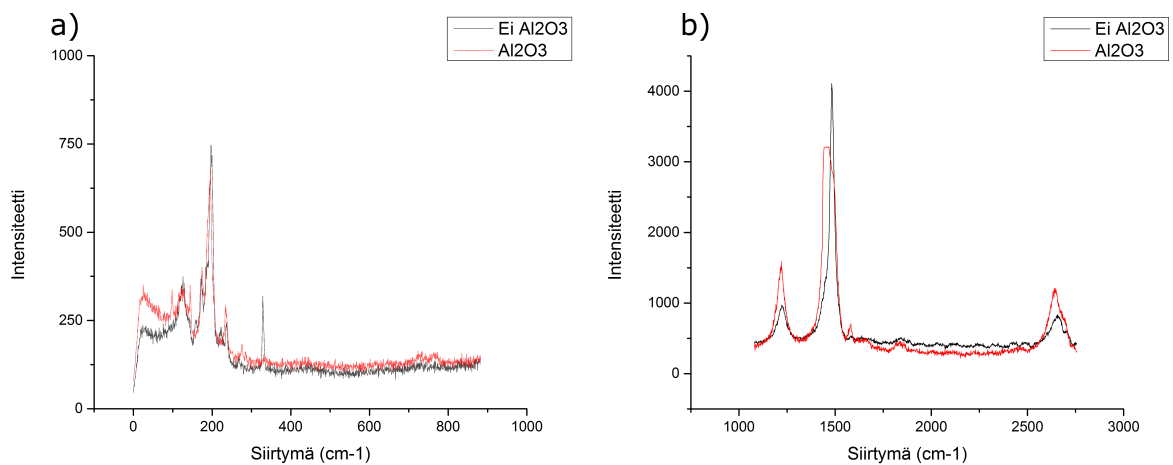 a)
Ei Al2O3
Al2O3
1000
750
500
250
0
Intensiteetti
0
200
400
600
800
1000
Siirtymä (cm-1)
b)
Ei Al2O3
Al2O3
4000
3000
2000
1000
0
Intensiteetti
1000
1500
2000
2500
3000
Siirtymä (cm-1)